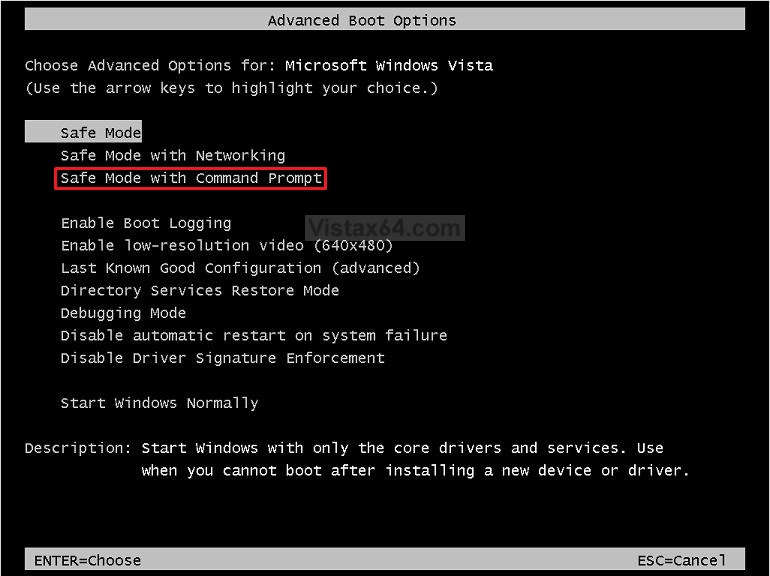 Advanced Boot Options
Choose Advanced Options for: Microsoft Windows Vista
(Use the arrow keys to highlight your choice.)
Safe Mode
Safe Mode with Networking
Safe Mode with Command Prompt
Enable Boot Logging
Vistax64.com
Enable low-resolution video (640x480)
Last Known Good Configuration (advanced)
Directory Services Restore Mode
Debugging Mode
Disable automatic restart on system failure
Disable Driver Signature Enforcement
Start Windows Normally
Description: Start Windows with only the core drivers and services. Use
when you cannot boot after installing a new device or driver.
ENTER=Choose ESC=Cancel